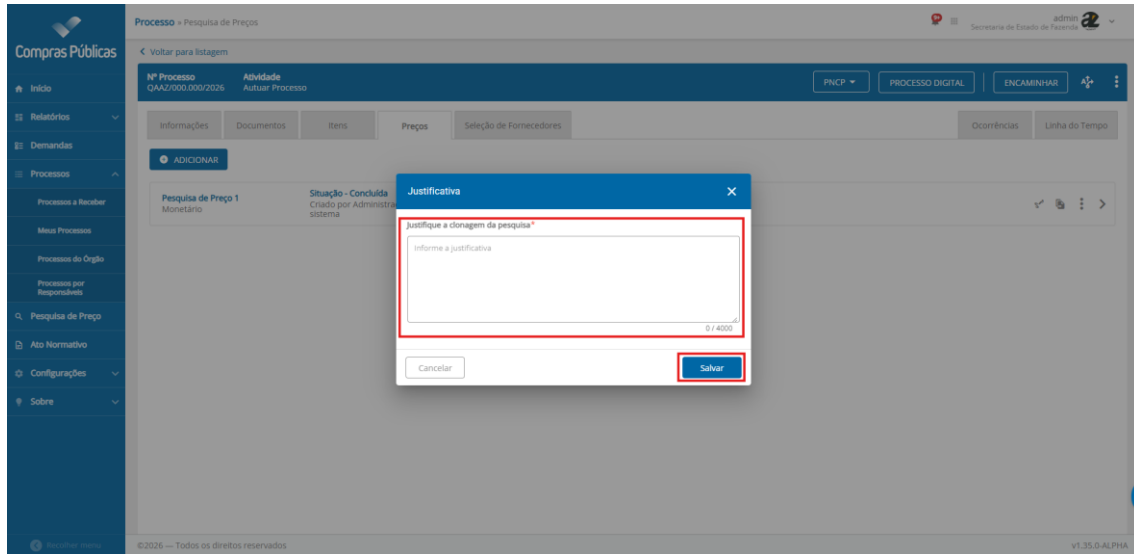 Compras Públicas
Início
Relatórios
Demandas
Processos
Processos a Receber
Meus Processos
Processos do Órgão
Processos por
Responsáveis
Pesquisa de Preço
Ato Normativo
Configurações
Sobre
Recolher menu
Processo » Pesquisa de Preços
admin
Secretaria de Estado de Fazenda
Voltar para listagem
Nº Processo
QAAZ/000.000/2026
Atividade
Autuar Processo
PNCP
PROCESSO DIGITAL
ENCAMINHAR
Informações
Documentos
Itens
Preços
Seleção de Fornecedores
Ocorrências
Linha do Tempo
ADICIONAR
Pesquisa de Preço 1
Monetário
Situação - Concluída
Criado por Administra
sistema
Justificativa
Justifique a clonagem da pesquisa*
Informe a justificativa
0 / 4000
Cancelar
Salvar
©2026 — Todos os direitos reservados
v1.35.0-ALPHA